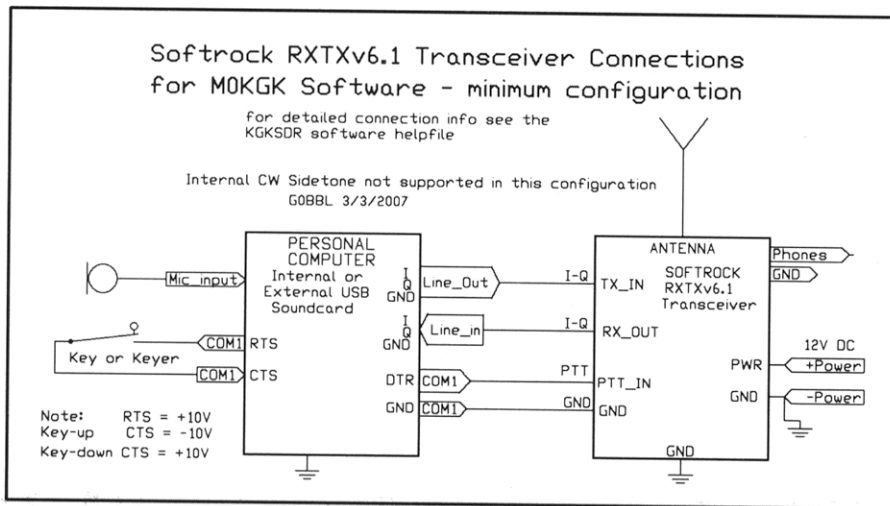 Softrock RXTXv6.1 Transceiver Connections
for M0KGK Software - minimum configuration
for detailed connection info see the
KGKSDR software helpfile
Internal CW Sidetone not supported in this configuration
G0BBL 3/3/2007
PERSONAL
COMPUTER
Internal or
External USB
Soundcard
Mic_input
COM1 RTS
Key or Keyer
COM1 CTS
I
Q
GND
Line_Out
I
Q
GND
Line_in
DTR COM1
GND COM1
I-Q
I-Q
PTT
GND
ANTENNA
SOFTROCK
RXTXv6.1
Transceiver
TX_IN
RX_OUT
PTT_IN
GND
GND
Phones
GND
12V DC
PWR +Power
GND -Power
Note: RTS = +10V
Key-up CTS = -10V
Key-down CTS = +10V